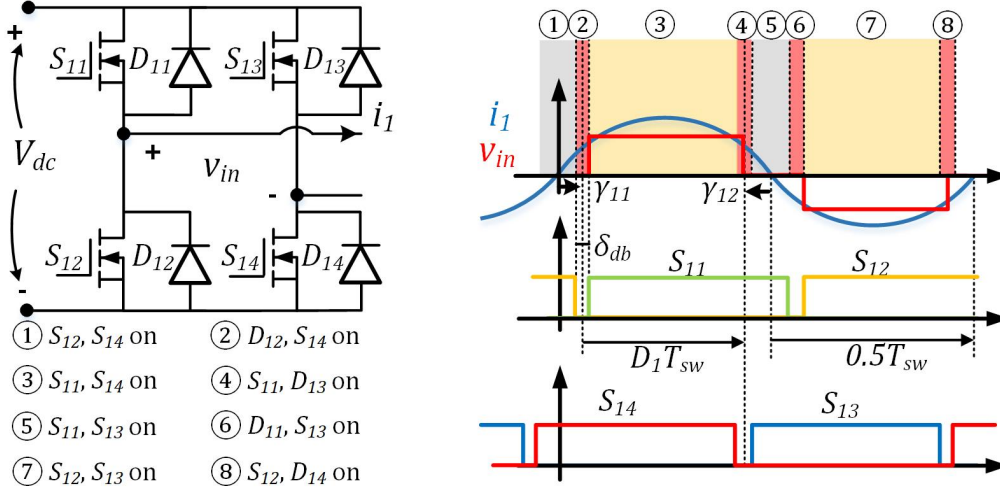 +
S11 D11 S13 D13
i1
Vdc
+
vin
-
S12 D12 S14 D14
-
① S12, S14 on ② D12, S14 on
③ S11, S14 on ④ S11, D13 on
⑤ S11, S13 on ⑥ D11, S13 on
⑦ S12, S13 on ⑧ S12, D14 on
① ② ③ ④ ⑤ ⑥ ⑦ ⑧
i1
vin
γ11 γ12
δdb
S11 S12
D1Tsw 0.5Tsw
S14 S13